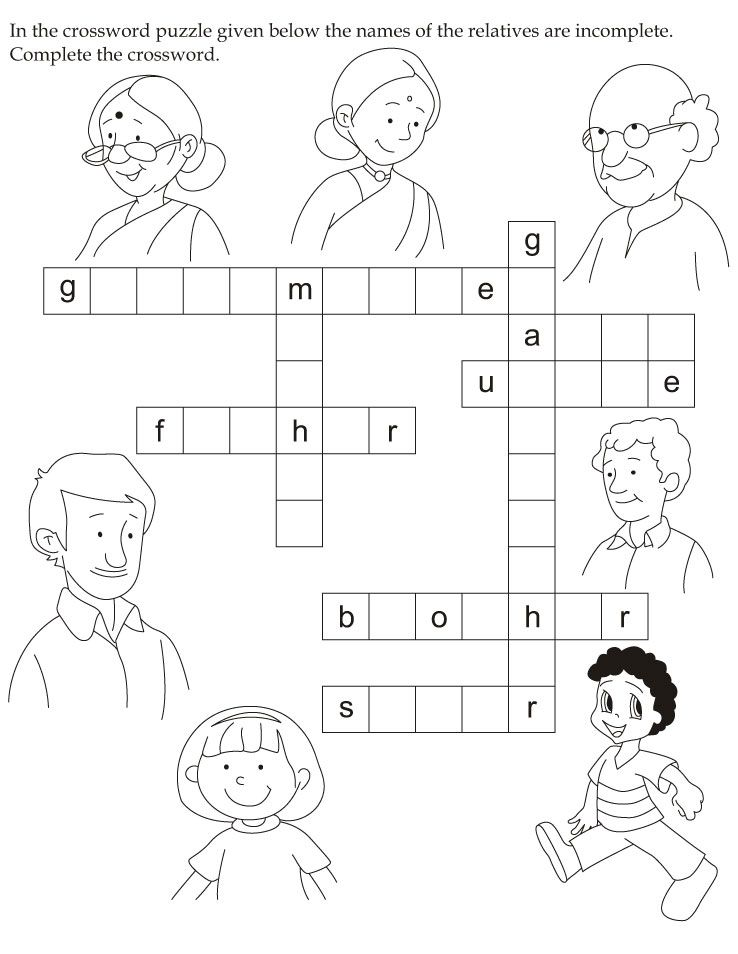 In the crossword puzzle given below the names of the relatives are incomplete.
Complete the crossword.
g
g m e
a
u e
f h r
b o h r
s r